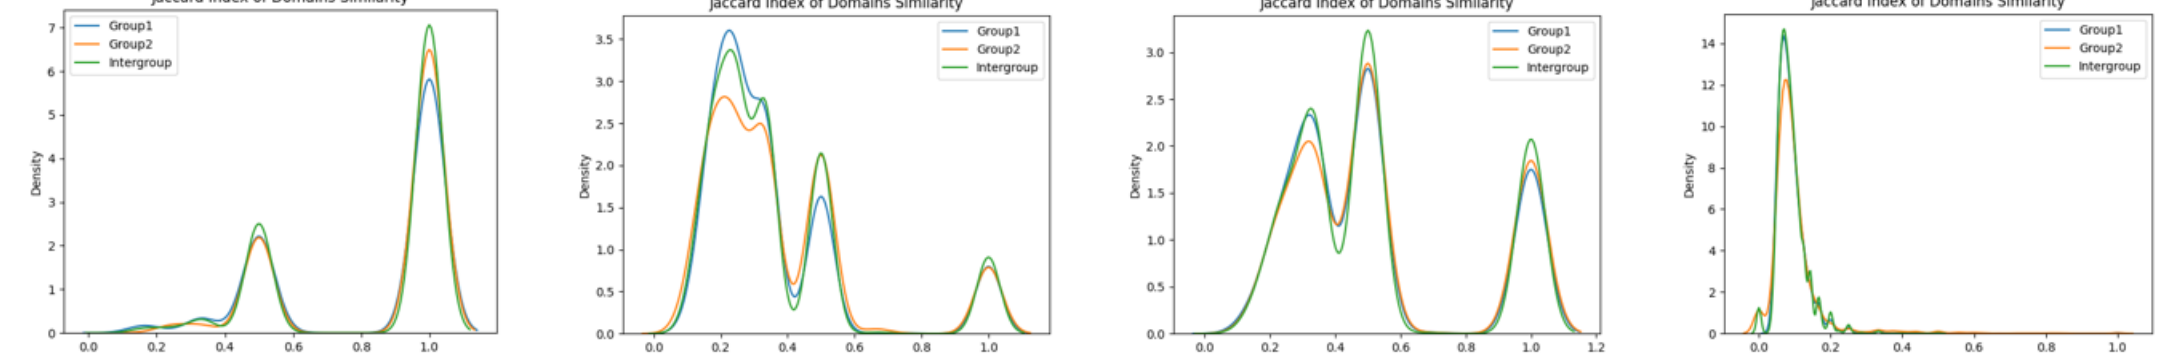 Jaccard Index of Domains Similarity
7
6
5
4
3
2
1
0
Density
Group1
Group2
Intergroup
0.0 0.2 0.4 0.6 0.8 1.0
Jaccard Index of Domains Similarity
3.5
3.0
2.5
2.0
1.5
1.0
0.5
0.0
Density
Group1
Group2
Intergroup
0.0 0.2 0.4 0.6 0.8 1.0
Jaccard Index of Domains Similarity
3.0
2.5
2.0
1.5
1.0
0.5
0.0
Density
Group1
Group2
Intergroup
0.0 0.2 0.4 0.6 0.8 1.0 1.2
Jaccard Index of Domains Similarity
14
12
10
8
6
4
2
0
Density
Group1
Group2
Intergroup
0.0 0.2 0.4 0.6 0.8 1.0